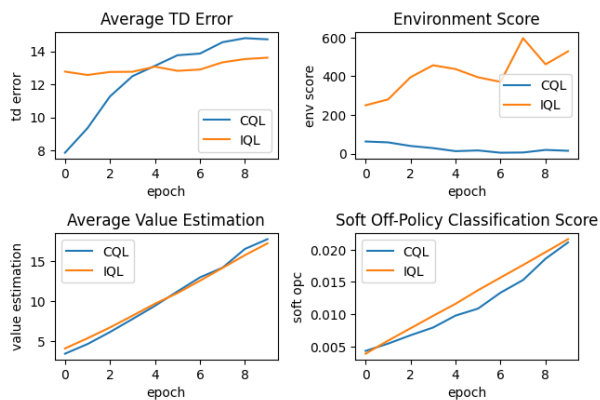 Average TD Error
td error
14
12
10
8
CQL
IQL
0 2 4 6 8
epoch
Environment Score
env score
600
400
200
0
CQL
IQL
0 2 4 6 8
epoch
Average Value Estimation
value estimation
15
10
5
CQL
IQL
0 2 4 6 8
epoch
Soft Off-Policy Classification Score
soft opc
0.020
0.015
0.010
0.005
CQL
IQL
0 2 4 6 8
epoch